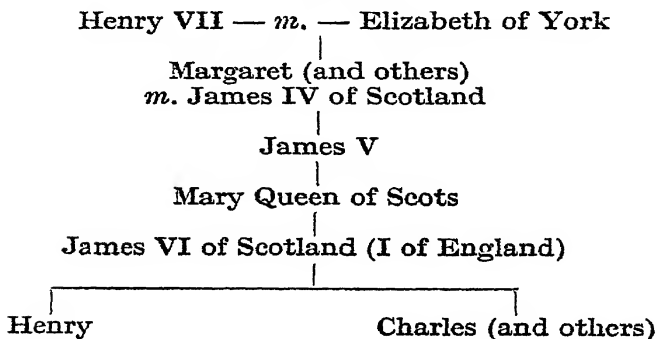 Henry VII — m. — Elizabeth of York
Margaret (and others)
m. James IV of Scotland
James V
Mary Queen of Scots
James VI of Scotland (I of England)
Henry Charles (and others)